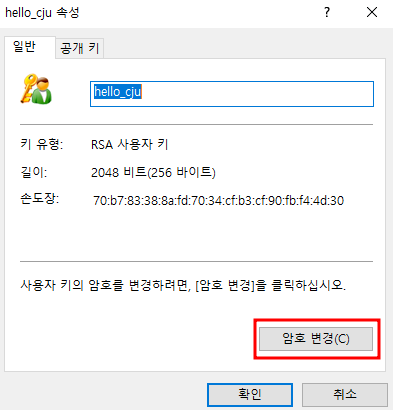 hello_cju 속성
일반 공개 키
hello_cju
키 유형: RSA 사용자 키
길이: 2048 비트(256 바이트)
손도장: 70:b7:83:38:8a:fd:70:34:cf:b3:cf:90:fb:f4:4d:30
사용자 키의 암호를 변경하려면, [암호 변경]을 클릭하십시오.
암호 변경(C)
확인 취소